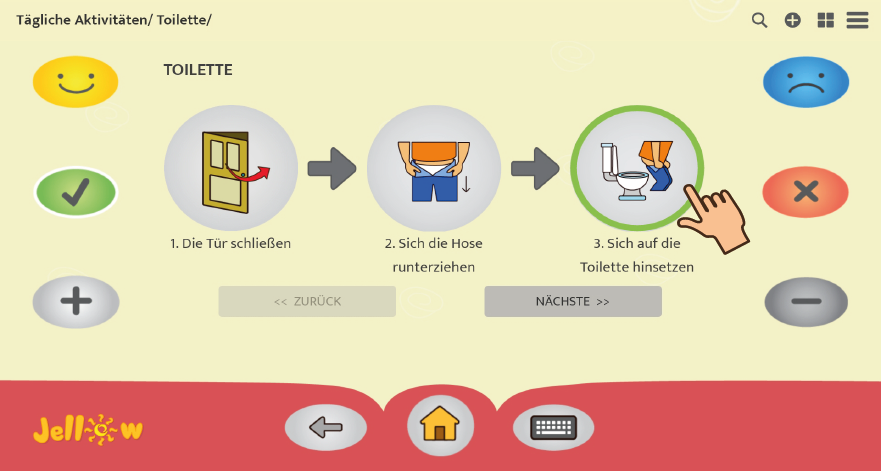 Tägliche Aktivitäten/ Toilette/
TOILETTE
1. Die Tür schließen
2. Sich die Hose
runterziehen
3. Sich auf die
Toilette hinsetzen
<< ZURÜCK
NÄCHSTE >>
Jellow